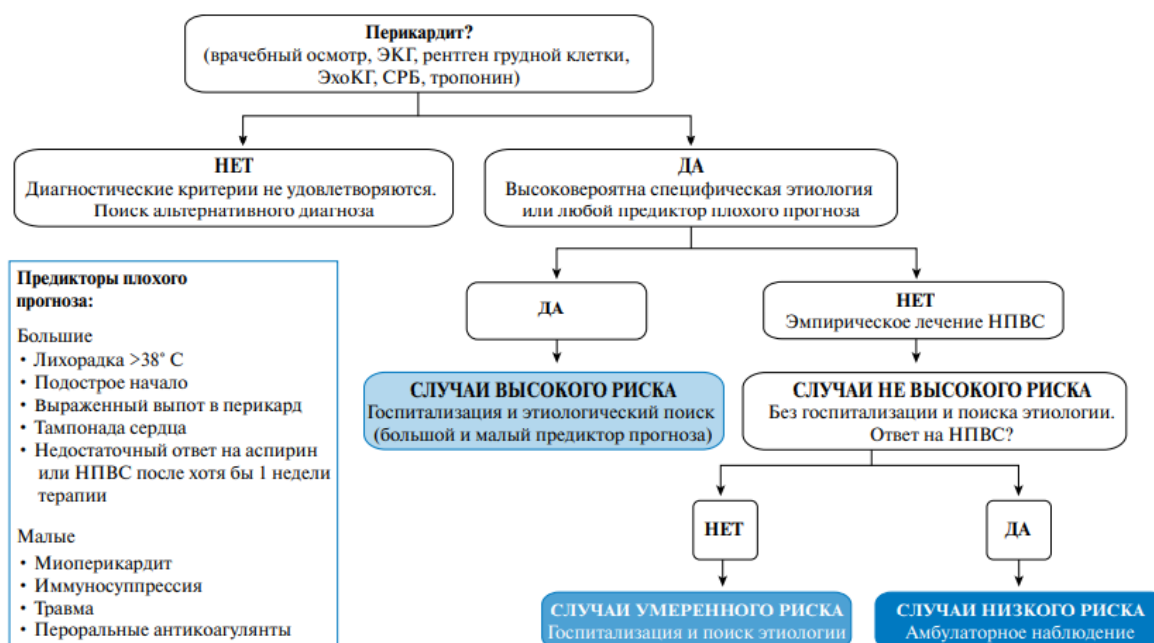 Перикардит?
(врачебный осмотр, ЭКГ, рентген грудной клетки,
ЭхоКГ, СРБ, тропонин)
НЕТ
Диагностические критерии не удовлетворяются.
Поиск альтернативного диагноза
ДА
Высоковероятна специфическая этиология
или любой предиктор плохого прогноза
Предикторы плохого
прогноза:
Большие
• Лихорадка >38° С
• Подострое начало
• Выраженный выпот в перикард
• Тампонада сердца
• Недостаточный ответ на аспирин
или НПВС после хотя бы 1 недели
терапии
Малые
• Миоперикардит
• Иммуносуппрессия
• Травма
• Пероральные антикоагулянты
ДА
НЕТ
Эмпирическое лечение НПВС
СЛУЧАИ ВЫСОКОГО РИСКА
Госпитализация и этиологический поиск
(большой и малый предиктор прогноза)
СЛУЧАИ НЕ ВЫСОКОГО РИСКА
Без госпитализации и поиска этиологии.
Ответ на НПВС?
НЕТ
ДА
СЛУЧАИ УМЕРЕННОГО РИСКА
Госпитализация и поиск этиологии
СЛУЧАИ НИЗКОГО РИСКА
Амбулаторное наблюдение